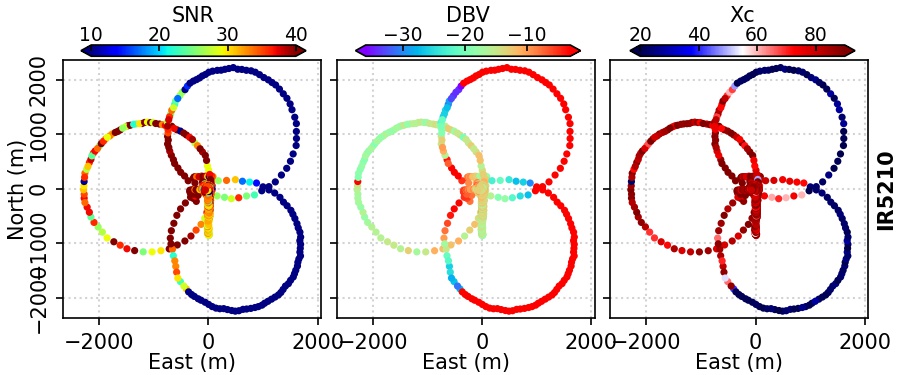 SNR
DBV
Xc
10 20 30 40
−30 −20 −10
20 40 60 80
North (m)
2000
1000
0
−1000
−2000
−2000 0 2000
−2000 0 2000
−2000 0 2000
East (m)
East (m)
East (m)
IR5210